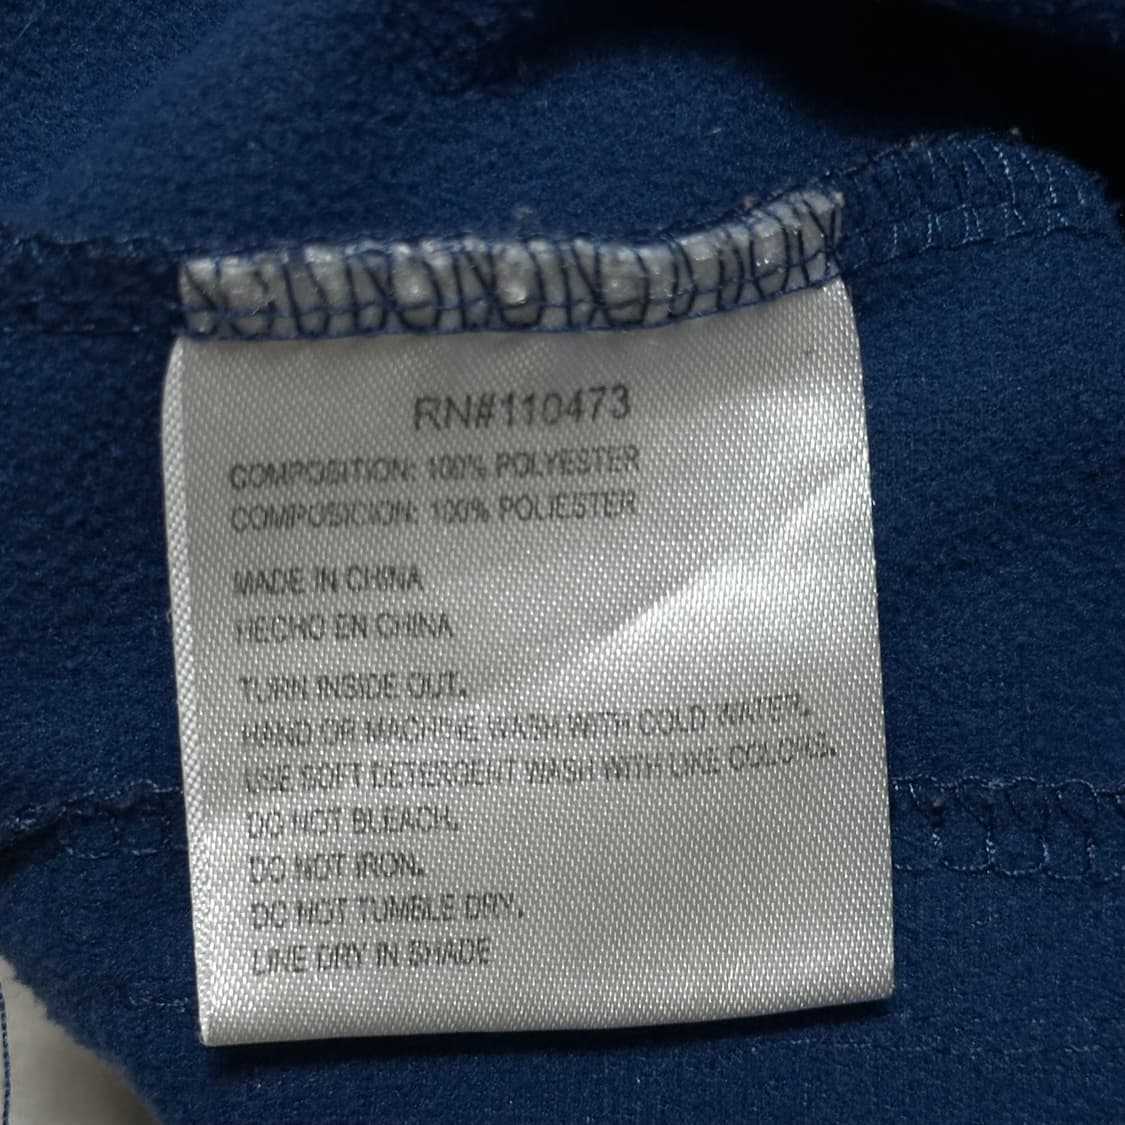 RN#110473
COMPOSITION: 100% POLYESTER
COMPOSICION: 100% POLIESTER
MADE IN CHINA
HECHO EN CHINA
TURN INSIDE OUT.
HAND OR MACHINE WASH WITH COLD WATER.
USE SOFT DETERGENT WASH WITH LIKE COLORS.
DO NOT BLEACH.
DO NOT IRON.
DO NOT TUMBLE DRY.
LINE DRY IN SHADE